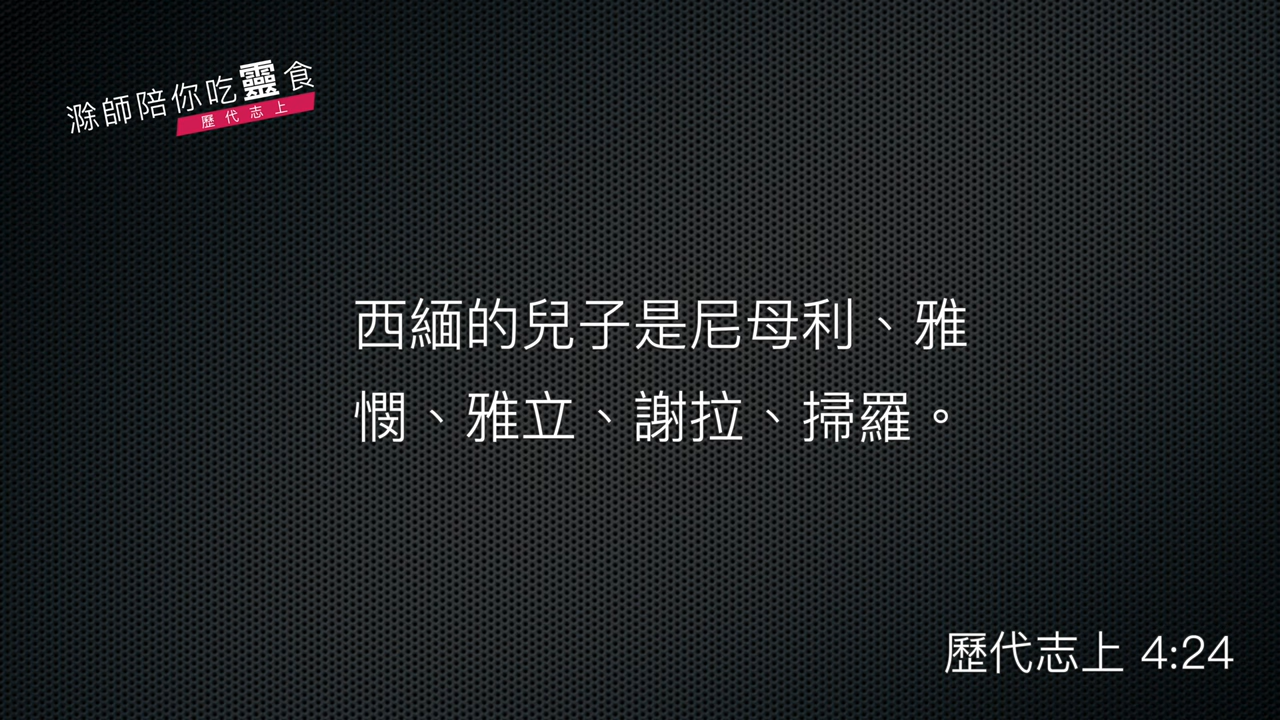 滁師陪你吃靈食
歷代志上
西緬的兒子是尼母利、雅
憫、雅立、謝拉、掃羅。
歷代志上 4:24